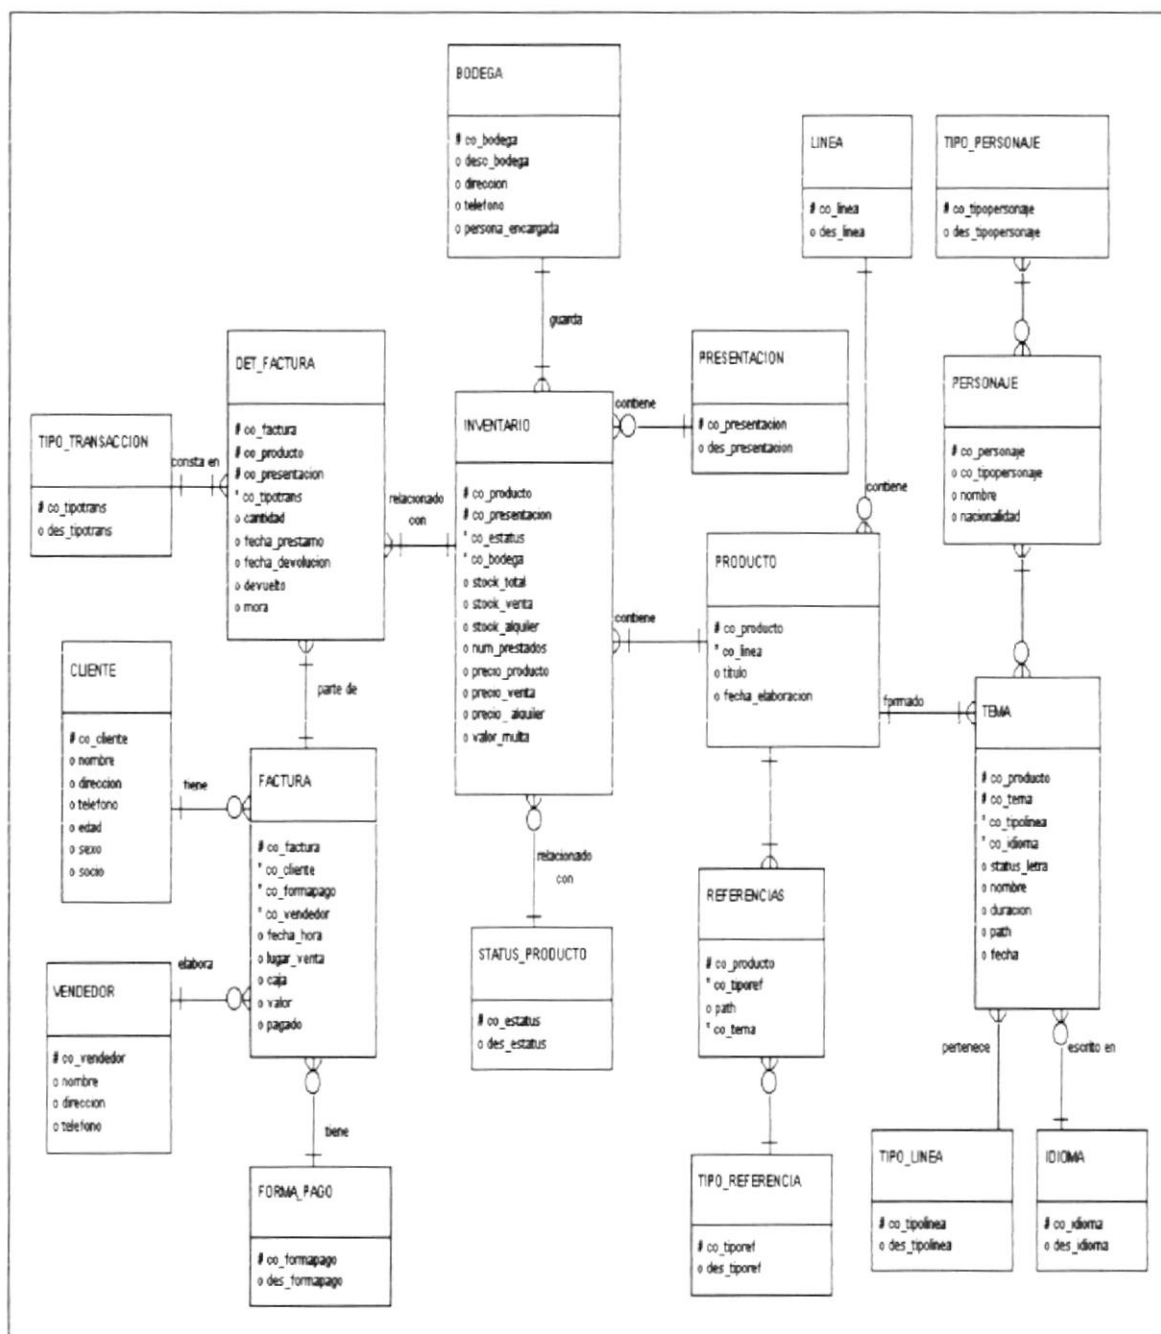 BODEGA
# co_bodega
o desc_bodega
o direccion
o telefono
o persona_encargada
LINEA
# co_linea
o des_linea
TIPO_PERSONAJE
# co_tipopersonaje
o des_tipopersonaje
guarda
DET_FACTURA
# co_factura
# co_producto
# co_presentacion
* co_tipotrans
o cantidad
o fecha_prestamo
o fecha_devolucion
o devuelto
o mora
TIPO_TRANSACCION
# co_tipotrans
o des_tipotrans
consta en
relacionado
con
INVENTARIO
# co_producto
# co_presentacion
* co_estatus
* co_bodega
o stock_total
o stock_venta
o stock_alquiler
o num_prestados
o precio_producto
o precio_venta
o precio_alquiler
o valor_multa
contiene
PRESENTACION
# co_presentacion
o des_presentacion
contiene
PERSONAJE
# co_personaje
o co_tipopersonaje
o nombre
o nacionalidad
contiene
PRODUCTO
# co_producto
* co_linea
o titulo
o fecha_elaboracion
formado
TEMA
# co_producto
# co_tema
* co_tipolinea
* co_idioma
o status_letra
o nombre
o duracion
o path
o fecha
CLIENTE
# co_cliente
o nombre
o direccion
o telefono
o edad
o sexo
o socio
parte de
tiene
FACTURA
# co_factura
* co_cliente
* co_formapago
* co_vendedor
o fecha_hora
o lugar_venta
o caja
o valor
o pagado
elabora
VENDEDOR
# co_vendedor
o nombre
o direccion
o telefono
tiene
FORMA_PAGO
# co_formapago
o des_formapago
relacionado
con
STATUS_PRODUCTO
# co_estatus
o des_estatus
REFERENCIAS
# co_producto
* co_tiporef
o path
* co_tema
TIPO_REFERENCIA
# co_tiporef
o des_tiporef
pertenece
escrito en
TIPO_LINEA
# co_tipolinea
o des_tipolinea
IDIOMA
# co_idioma
o des_idioma